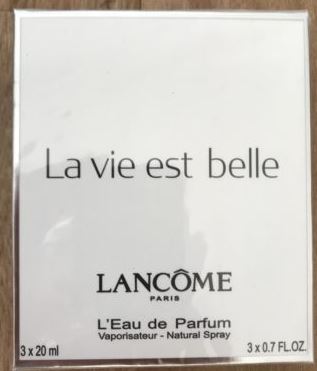 La vie est belle
LANCÔME
PARIS
L'Eau de Parfum
Vaporisateur - Natural Spray
3 x 20 ml
3 x 0.7 FL.OZ.